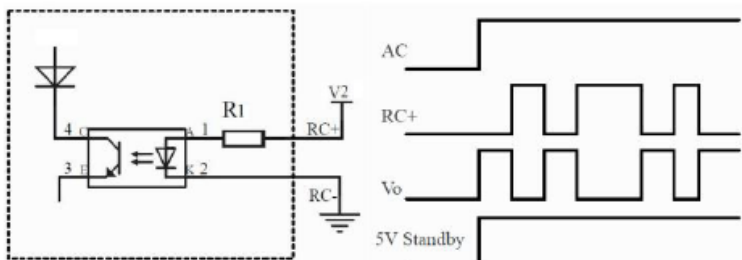 AC
R1
V2
RC+
4 C A 1
RC+
3 E K 2
RC-
Vo
5V Standby